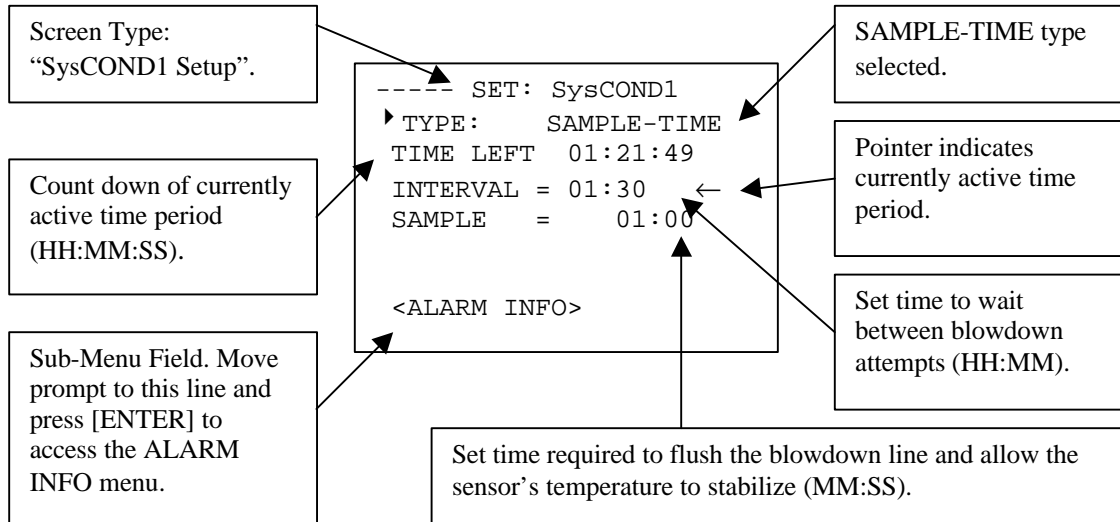 Screen Type:
“SysCOND1 Setup”.
SAMPLE-TIME type
selected.
----- SET: SysCOND1
TYPE: SAMPLE-TIME
TIME LEFT 01:21:49
INTERVAL = 01:30 ←
SAMPLE = 01:00
<ALARM INFO>
Count down of currently
active time period
(HH:MM:SS).
Pointer indicates
currently active time
period.
Set time to wait
between blowdown
attempts (HH:MM).
Sub-Menu Field. Move
prompt to this line and
press [ENTER] to
access the ALARM
INFO menu.
Set time required to flush the blowdown line and allow the
sensor’s temperature to stabilize (MM:SS).